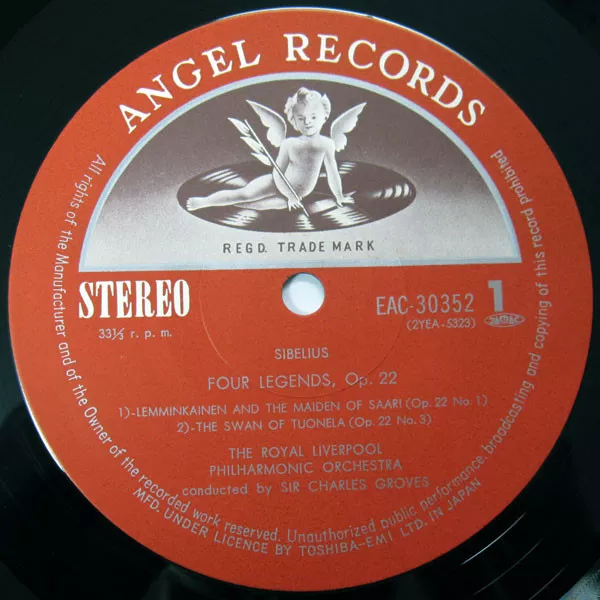 ANGEL RECORDS
REGD. TRADE MARK
STEREO
33⅓ r. p. m.
EAC-30352 1
(2YEA-5323)
SIBELIUS
FOUR LEGENDS, Op. 22
1)-LEMMINKAINEN AND THE MAIDEN OF SAARI (Op. 22 No. 1)
2)-THE SWAN OF TUONELA (Op. 22 No. 3)
THE ROYAL LIVERPOOL
PHILHARMONIC ORCHESTRA
conducted by SIR CHARLES GROVES
All rights of the Manufacturer and of the Owner of the recorded work reserved. Unauthorized public performance, broadcasting and copying of this record prohibited
MFD. UNDER LICENCE BY TOSHIBA-EMI LTD. IN JAPAN